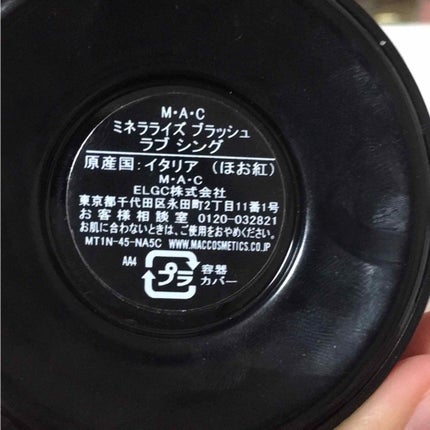 M・A・C
ミネラライズ ブラッシュ
ラブ シング
原産国：イタリア （ほお紅）
M・A・C
ELGC株式会社
東京都千代田区永田町2丁目11番1号
お客様相談室 0120-032821
お肌に合わないときは、ご使用をおやめください。
MT1N-45-NA5C WWW.MACCOSMETICS.CO.JP
AA4
プラ
容器
カバー